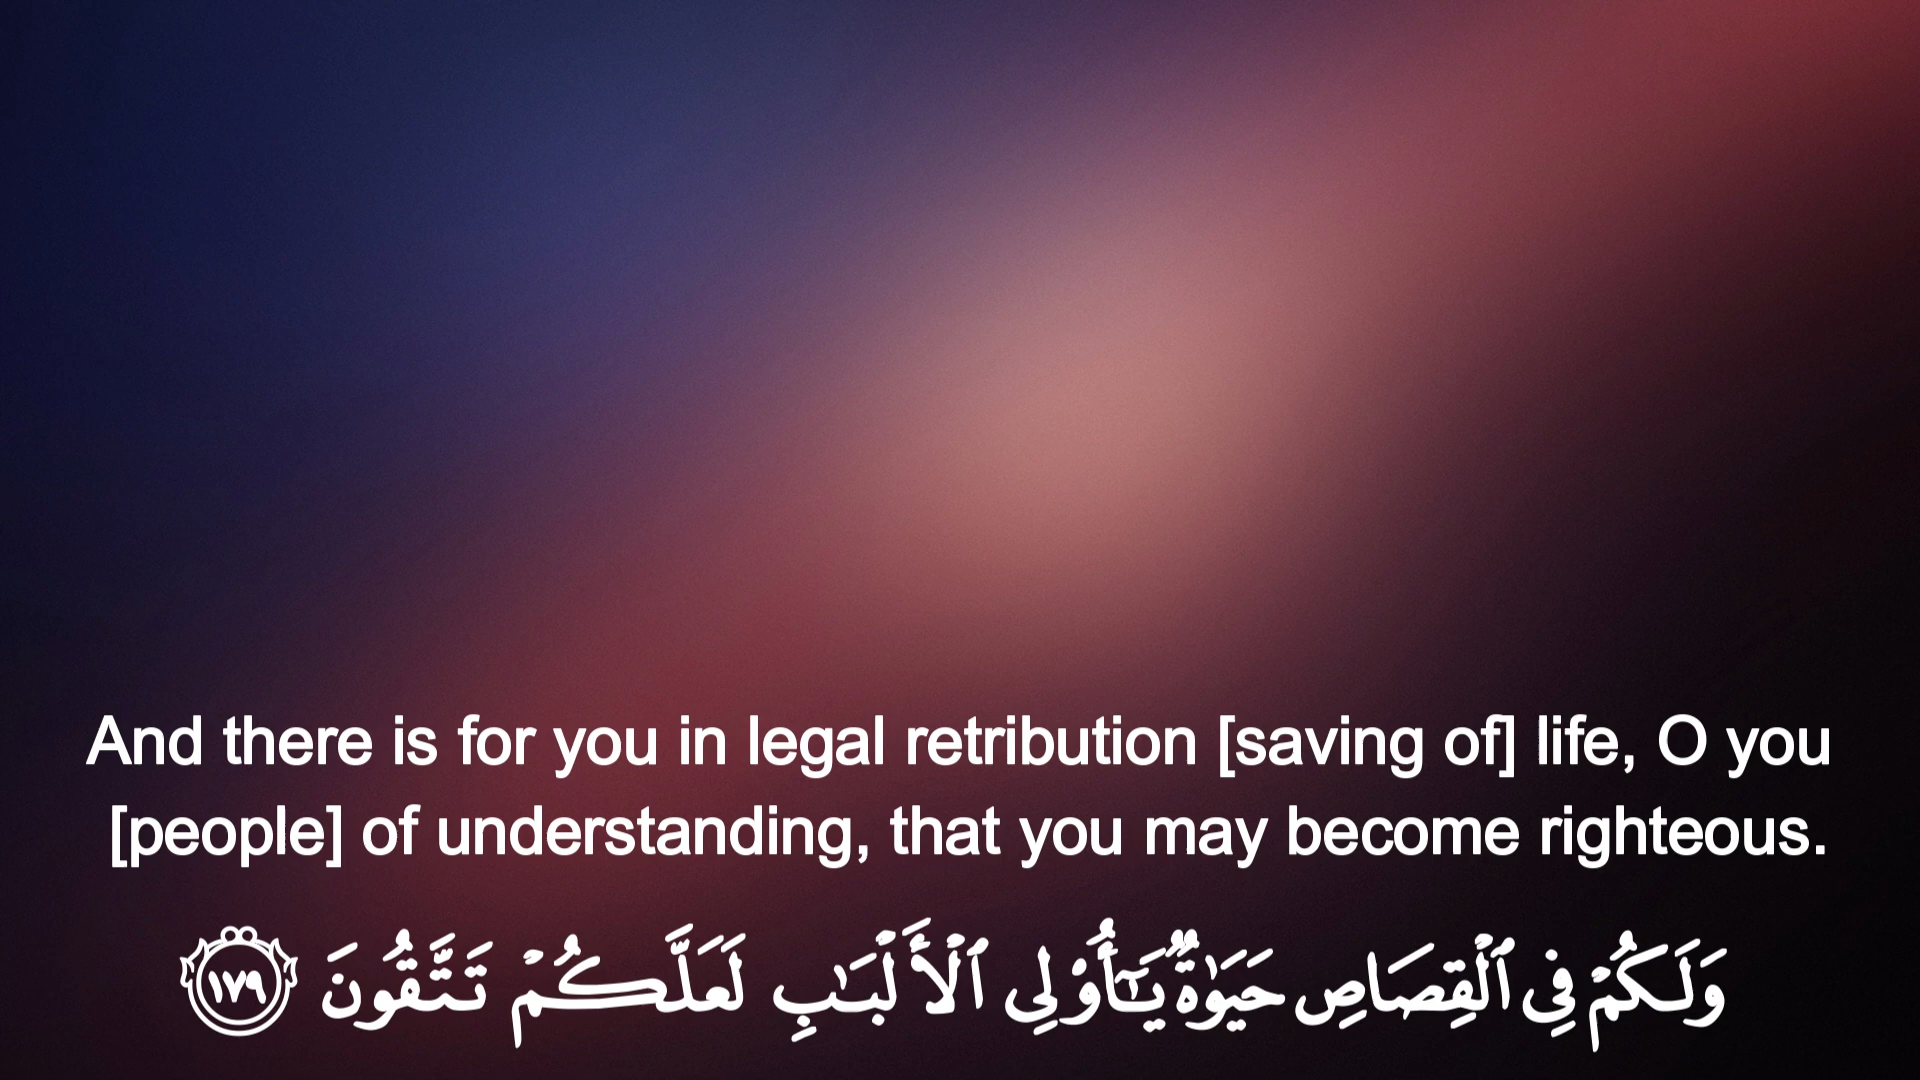 And there is for you in legal retribution [saving of] life, O you
[people] of understanding, that you may become righteous.
وَلَكُمْ فِى ٱلْقِصَاصِ حَيَوٰةٌ يَـٰٓأُو۟لِى ٱلْأَلْبَـٰبِ لَعَلَّكُمْ تَتَّقُونَ ١٧٩